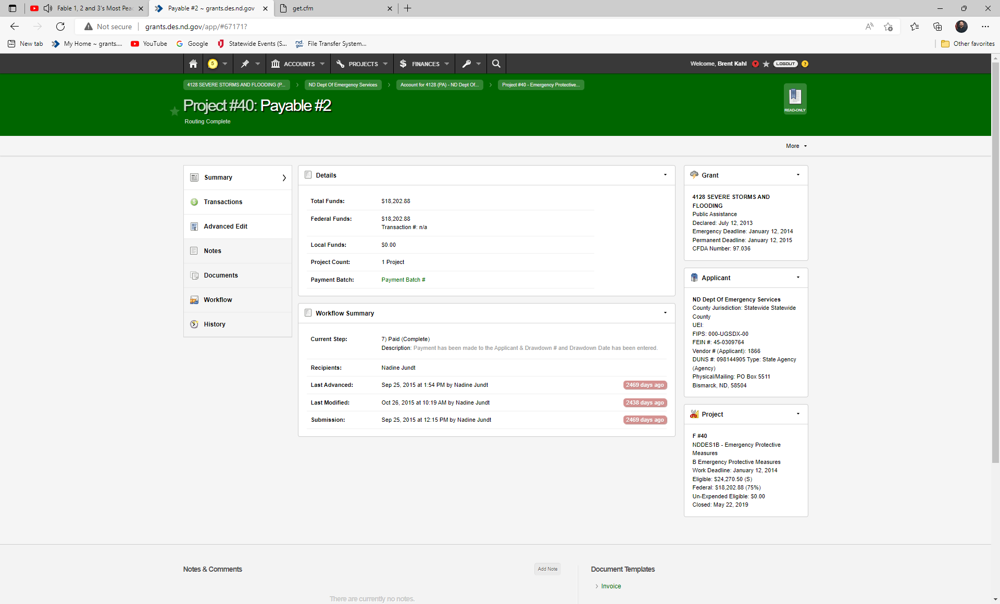 Fable 1, 2 and 3's Most Peac
Payable #2 ~ grants.des.nd.gov
get.cfm
Not secure
grants.des.nd.gov/app/#67171?
New tab
My Home ~ grants....
YouTube
Google
Statewide Events (S...
nd.gov
File Transfer System...
Other favorites
5
ACCOUNTS
PROJECTS
$ FINANCES
Welcome, Brent Kahl
LOGOUT
?
4128 SEVERE STORMS AND FLOODING (P...
ND Dept Of Emergency Services
Account for 4128 (PA) - ND Dept Of...
Project #40 - Emergency Protective...
Project #40: Payable #2
Routing Complete
READ-ONLY
More
Summary
Transactions
Advanced Edit
Notes
Documents
Workflow
History
Details
Total Funds: $18,202.88
Federal Funds: $18,202.88
Transaction #: n/a
Local Funds: $0.00
Project Count: 1 Project
Payment Batch: Payment Batch #
Workflow Summary
Current Step: 7) Paid (Complete)
Description: Payment has been made to the Applicant & Drawdown # and Drawdown Date has been entered.
Recipients: Nadine Jundt
Last Advanced: Sep 25, 2015 at 1:54 PM by Nadine Jundt 2469 days ago
Last Modified: Oct 26, 2015 at 10:19 AM by Nadine Jundt 2438 days ago
Submission: Sep 25, 2015 at 12:15 PM by Nadine Jundt 2469 days ago
Grant
4128 SEVERE STORMS AND
FLOODING
Public Assistance
Declared: July 12, 2013
Emergency Deadline: January 12, 2014
Permanent Deadline: January 12, 2015
CFDA Number: 97.036
Applicant
ND Dept Of Emergency Services
County Jurisdiction: Statewide Statewide
County
UEI:
FIPS: 000-UGSDX-00
FEIN #: 45-0309764
Vendor # (Applicant): 1866
DUNS #: 098144905 Type: State Agency
(Agency)
Physical/Mailing: PO Box 5511
Bismarck, ND, 58504
Project
F #40
NDDES1B - Emergency Protective
Measures
B Emergency Protective Measures
Work Deadline: January 12, 2014
Eligible: $24,270.50 (S)
Federal: $18,202.88 (75%)
Un-Expended Eligible: $0.00
Closed: May 22, 2019
Notes & Comments
Add Note
There are currently no notes.
Document Templates
Invoice